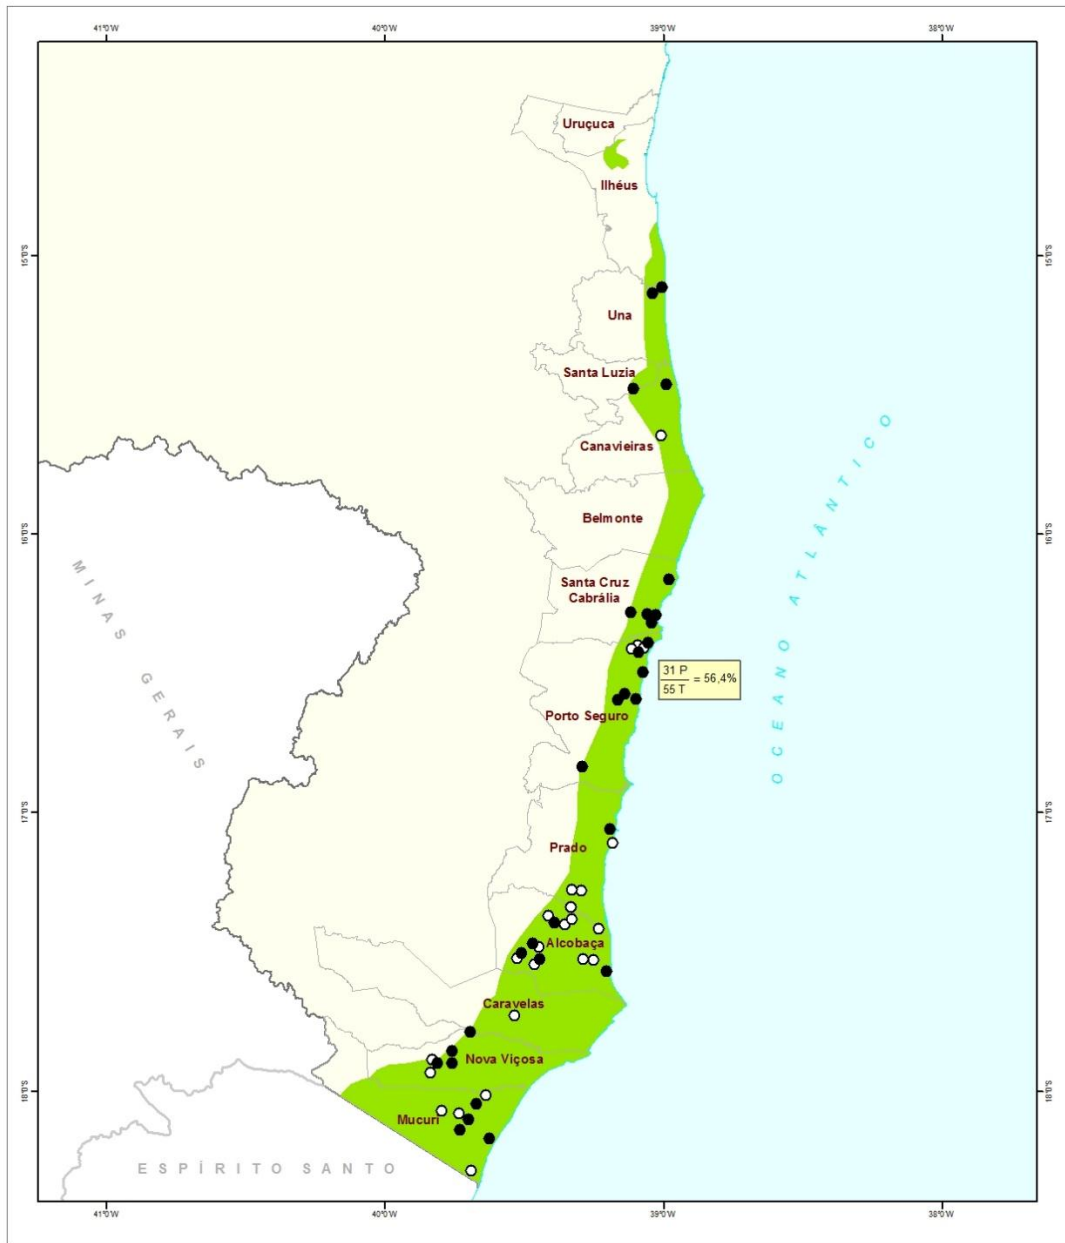 41°0'W 40°0'W 39°0'W 38°0'W
Uruçuca
Ilhéus
15°0'S 15°0'S
Una
Santa Luzia
Canavieiras
Belmonte
16°0'S 16°0'S
Santa Cruz
Cabrália
OCEANO ATLÂNTICO
MINAS GERAIS
31 P
55 T = 56,4%
Porto Seguro
17°0'S 17°0'S
Prado
Alcobaça
Caravelas
Nova Viçosa
18°0'S 18°0'S
Mucuri
ESPÍRITO SANTO
41°0'W 40°0'W 39°0'W 38°0'W